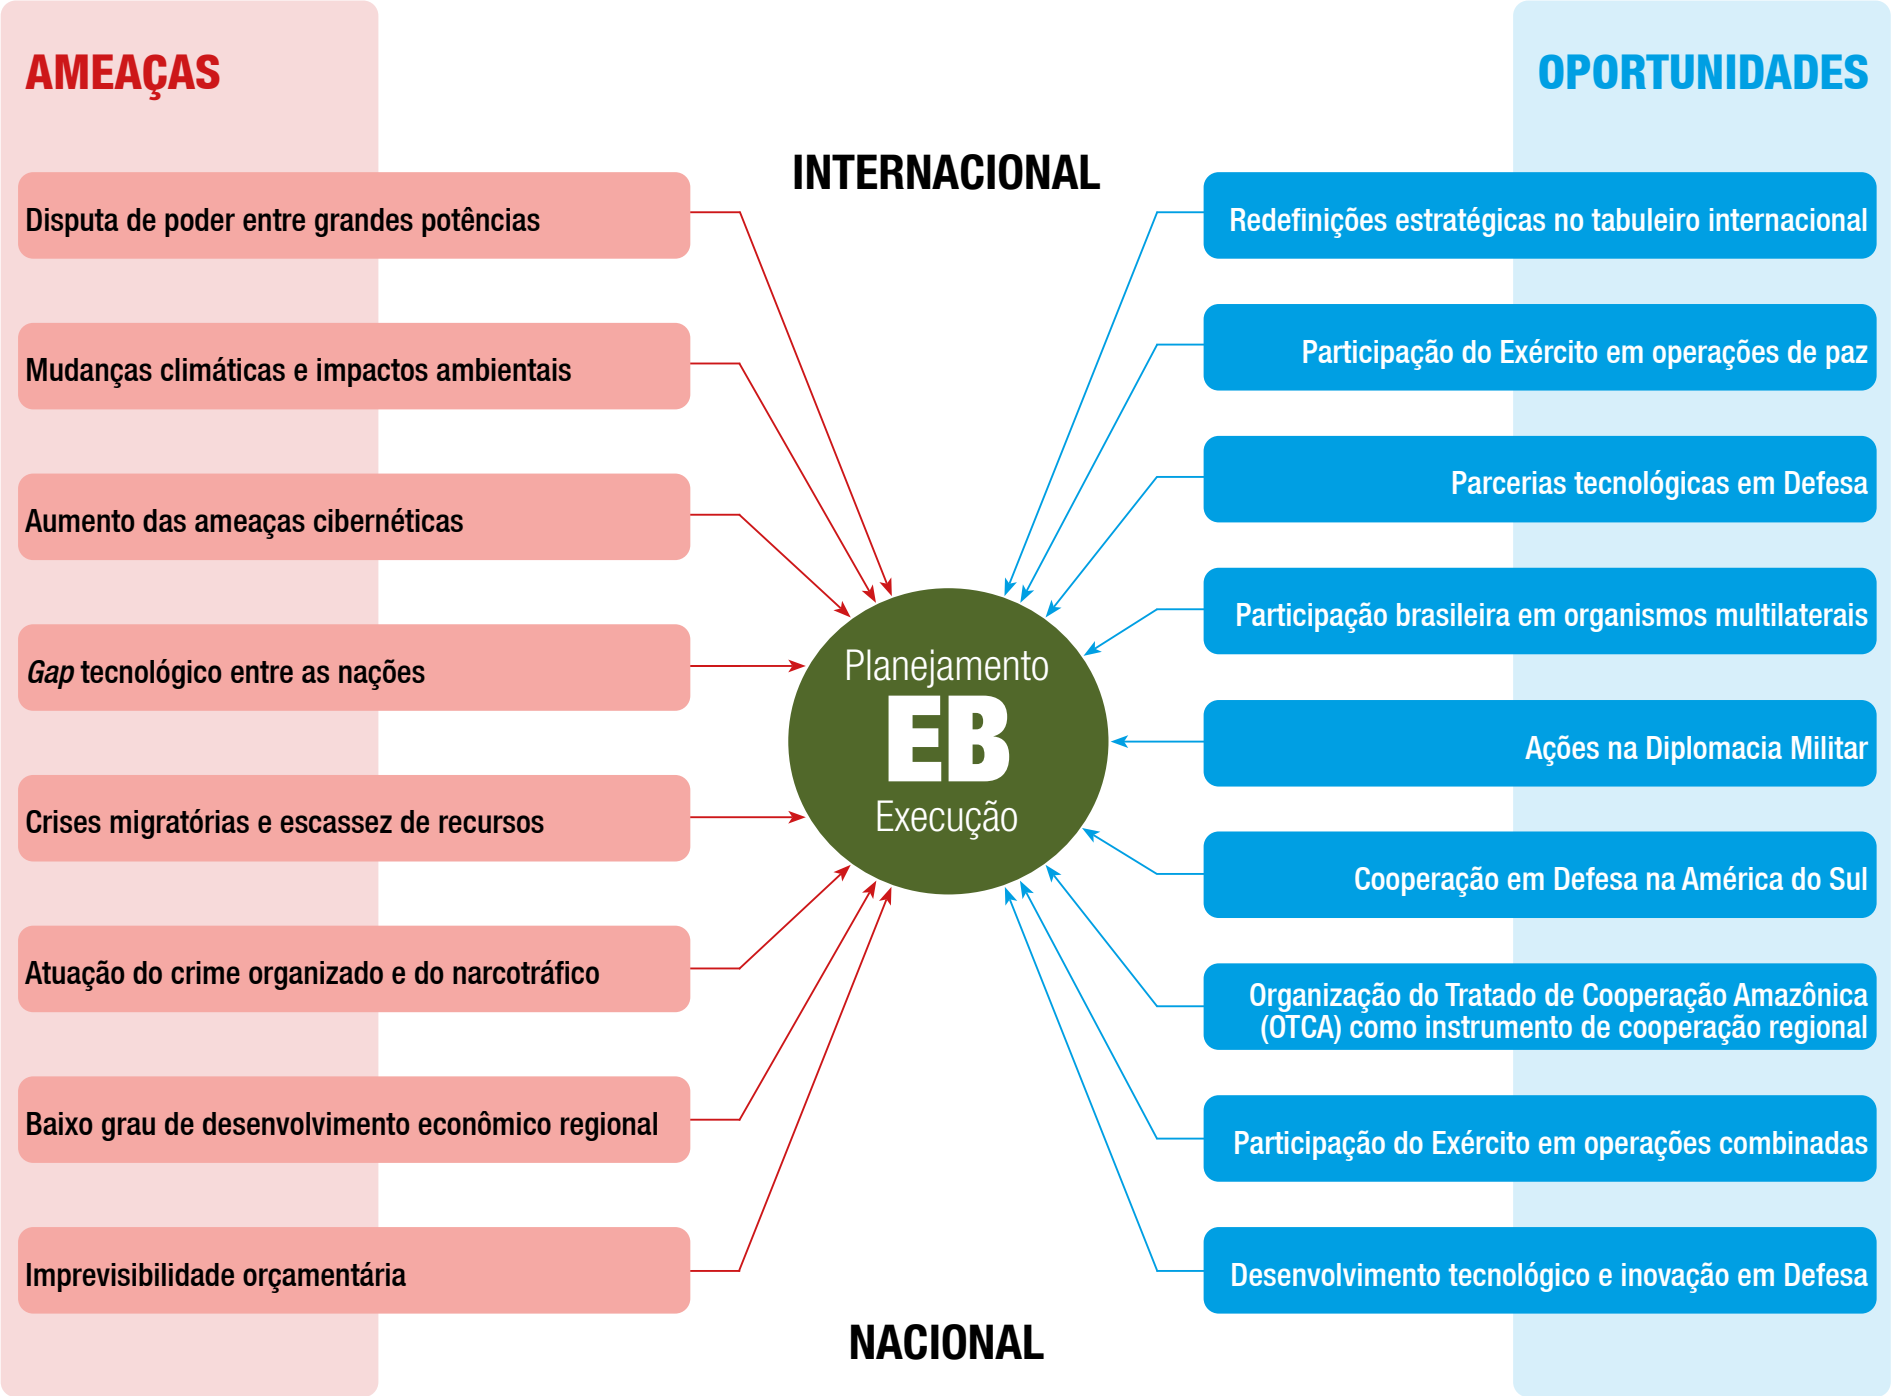 AMEAÇAS
Disputa de poder entre grandes potências
Mudanças climáticas e impactos ambientais
Aumento das ameaças cibernéticas
Gap tecnológico entre as nações
Crises migratórias e escassez de recursos
Atuação do crime organizado e do narcotráfico
Baixo grau de desenvolvimento econômico regional
Imprevisibilidade orçamentária
INTERNACIONAL
Planejamento
EB
Execução
NACIONAL
OPORTUNIDADES
Redefinições estratégicas no tabuleiro internacional
Participação do Exército em operações de paz
Parcerias tecnológicas em Defesa
Participação brasileira em organismos multilaterais
Ações na Diplomacia Militar
Cooperação em Defesa na América do Sul
Organização do Tratado de Cooperação Amazônica
(OTCA) como instrumento de cooperação regional
Participação do Exército em operações combinadas
Desenvolvimento tecnológico e inovação em Defesa